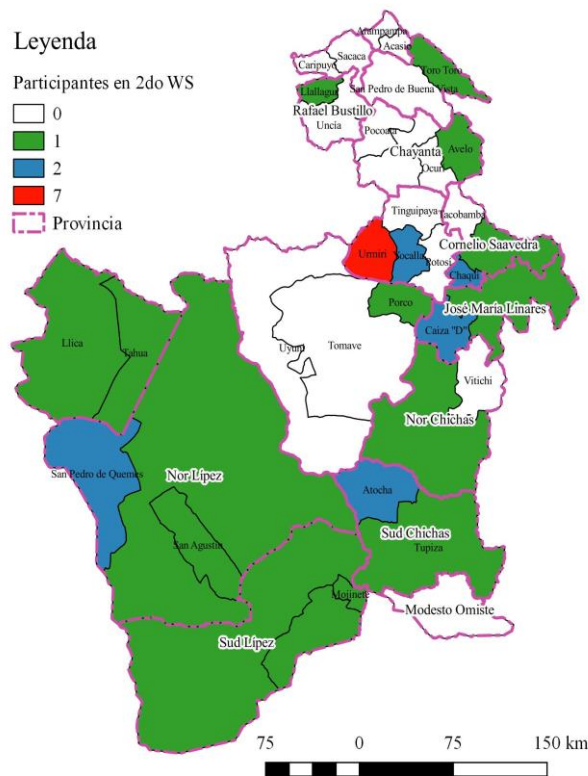 Leyenda
Participantes en 2do WS
0
1
2
7
Provincia
Arampampa
Acasio
Sacaca
Caripuyo
Toro Toro
Llallagua
San Pedro de Buena Vista
Rafael Bustillo
Uncía
Pocoata
Chayanta
Avelo
Ocurí
Tinguipaya
Tacobamba
Cornelio Saavedra
Urmiri
Yocalla
Potosí
Chaquí
José María Linares
Porco
Caiza "D"
Llica
Tahua
Uyuni
Tomave
Vitichi
Nor Chichas
San Pedro de Quemes
Nor Lípez
Atocha
Sud Chichas
San Agustín
Tupiza
Mojinete
Modesto Omiste
Sud Lípez
75 0 75 150 km